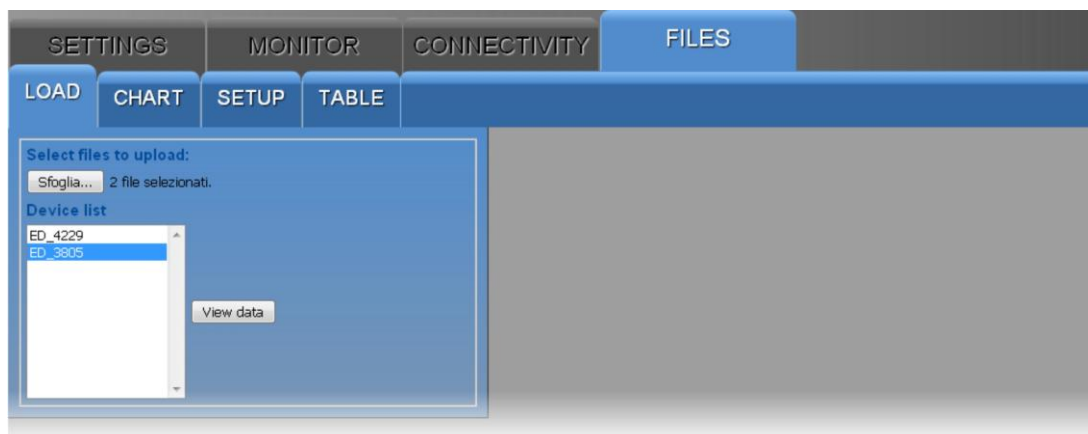 SETTINGS MONITOR CONNECTIVITY FILES
LOAD CHART SETUP TABLE
Select files to upload:
Sfoglia... 2 file selezionati.
Device list
ED_4229
ED_3805
View data